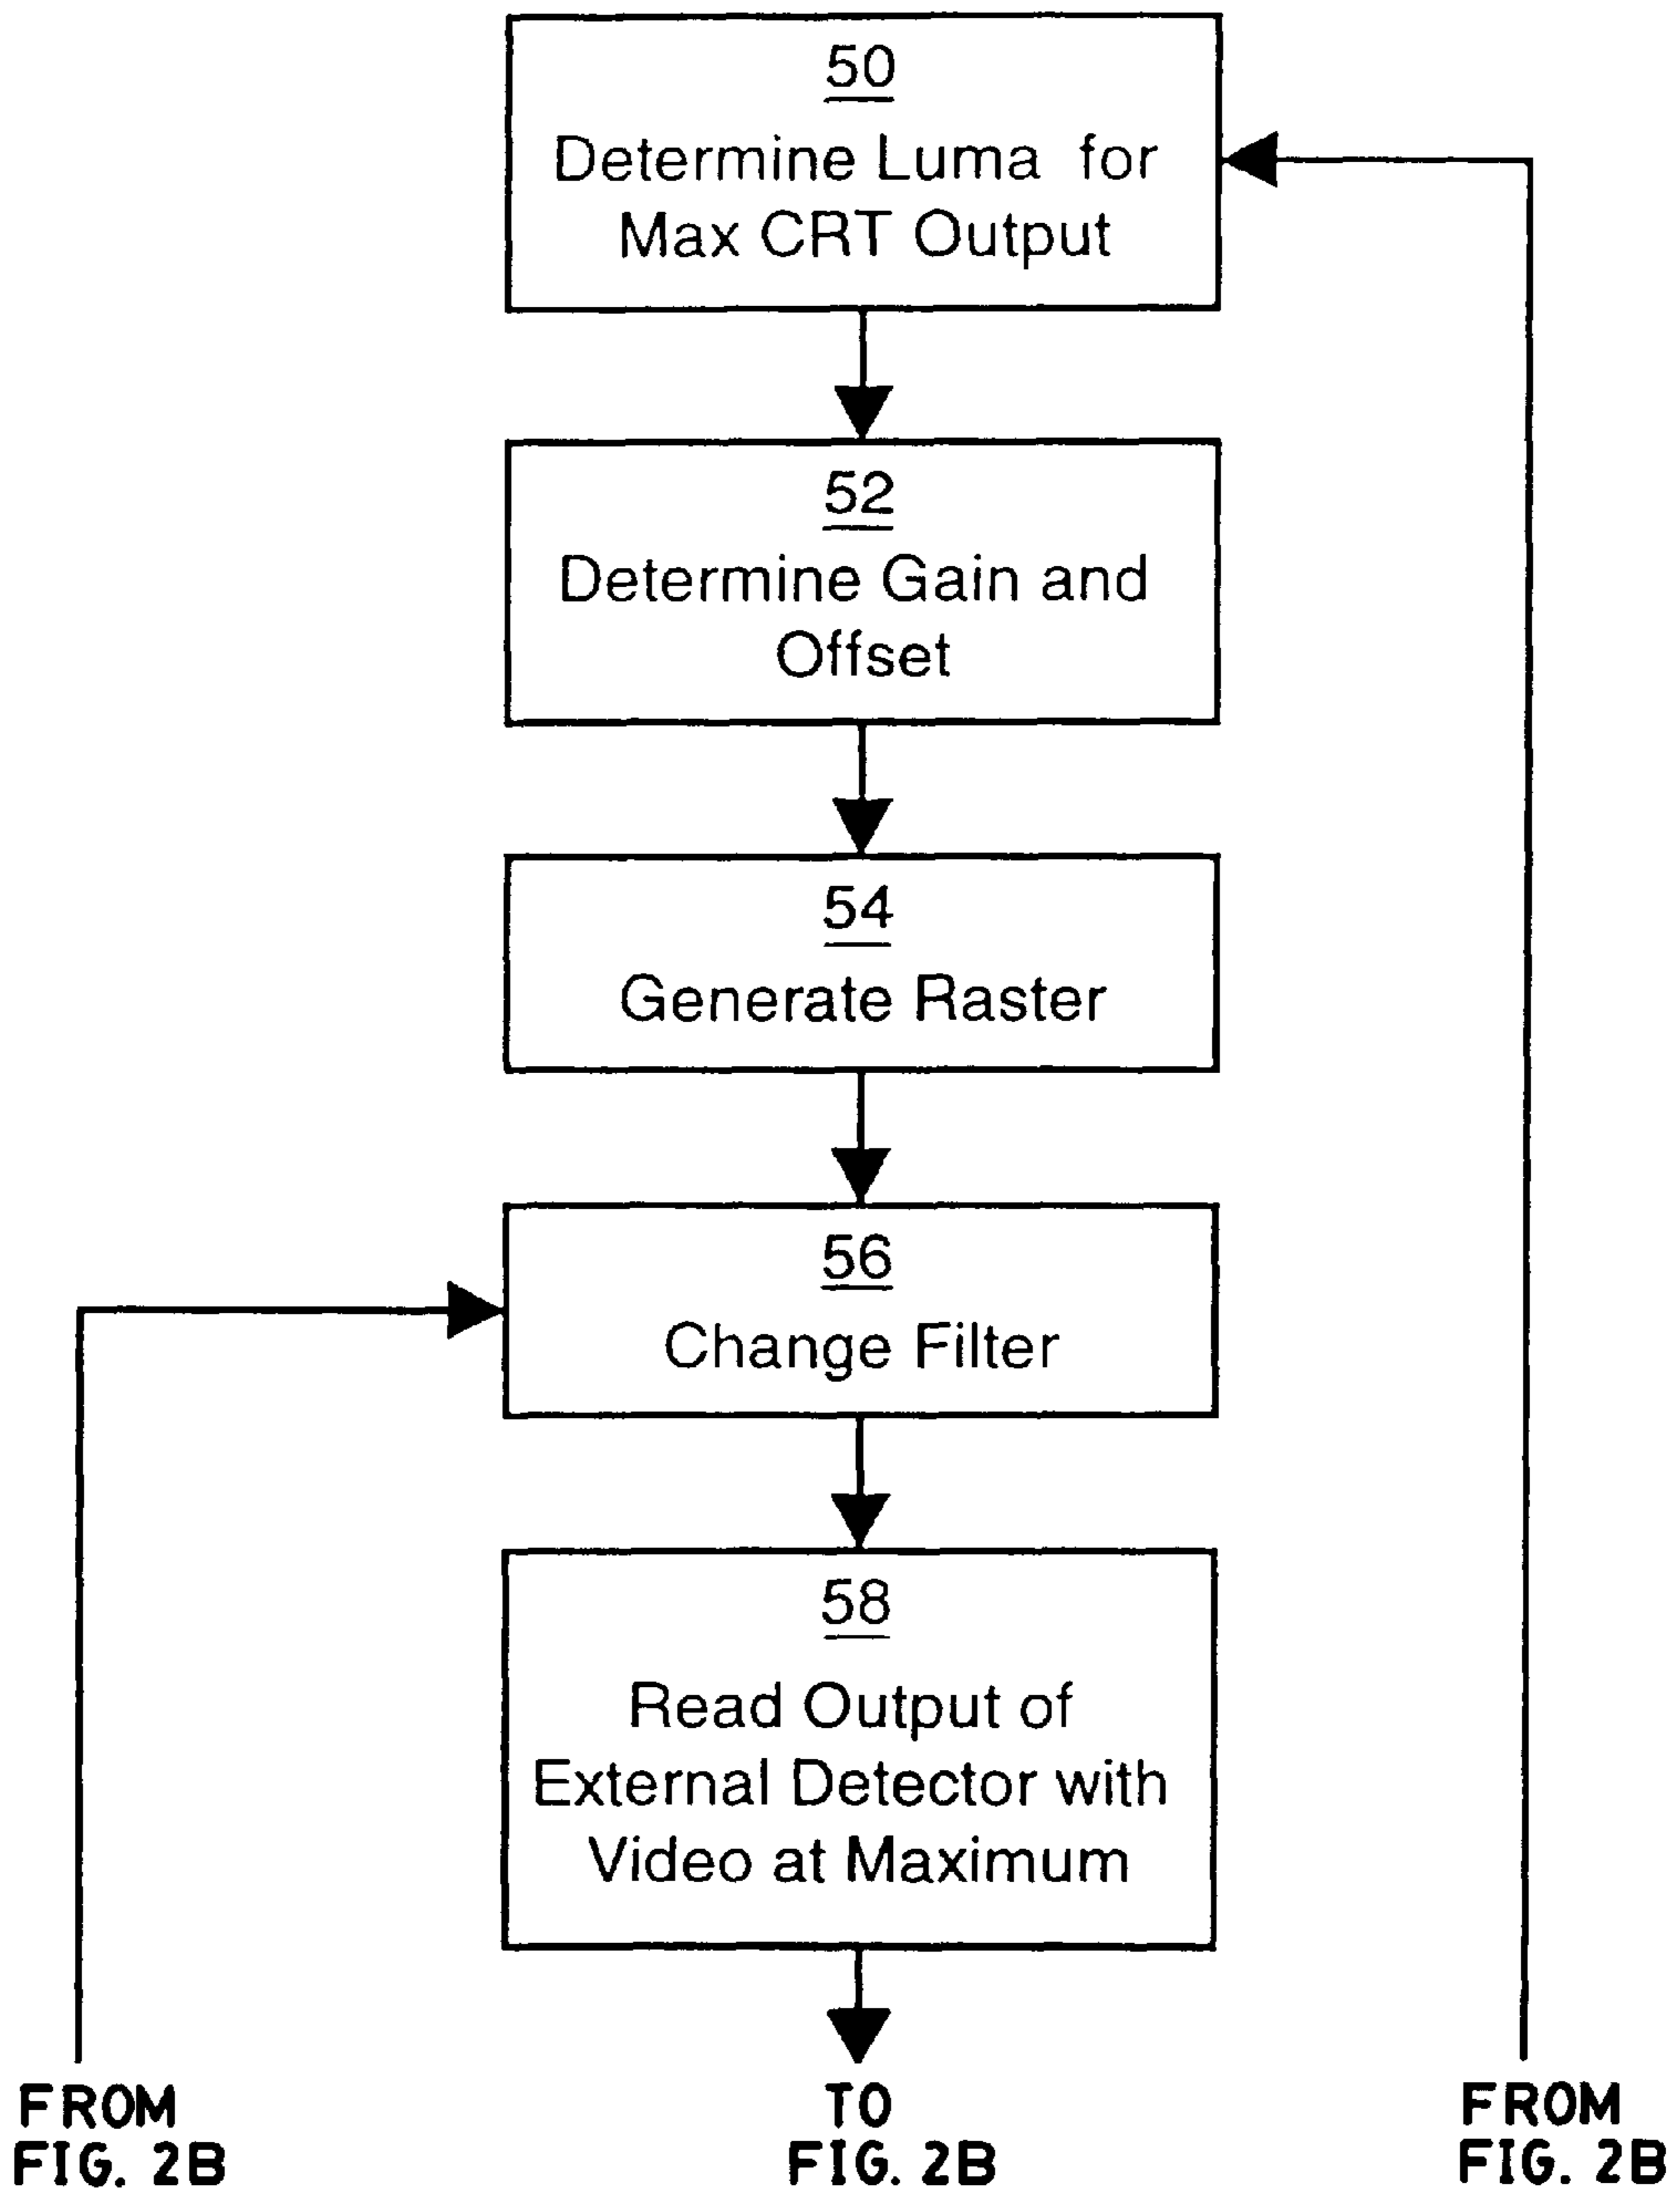 50
Determine Luma for
Max CRT Output
52
Determine Gain and
Offset
54
Generate Raster
56
Change Filter
58
Read Output of
External Detector with
Video at Maximum
FROM
FIG. 2B
TO
FIG. 2B
FROM
FIG. 2B